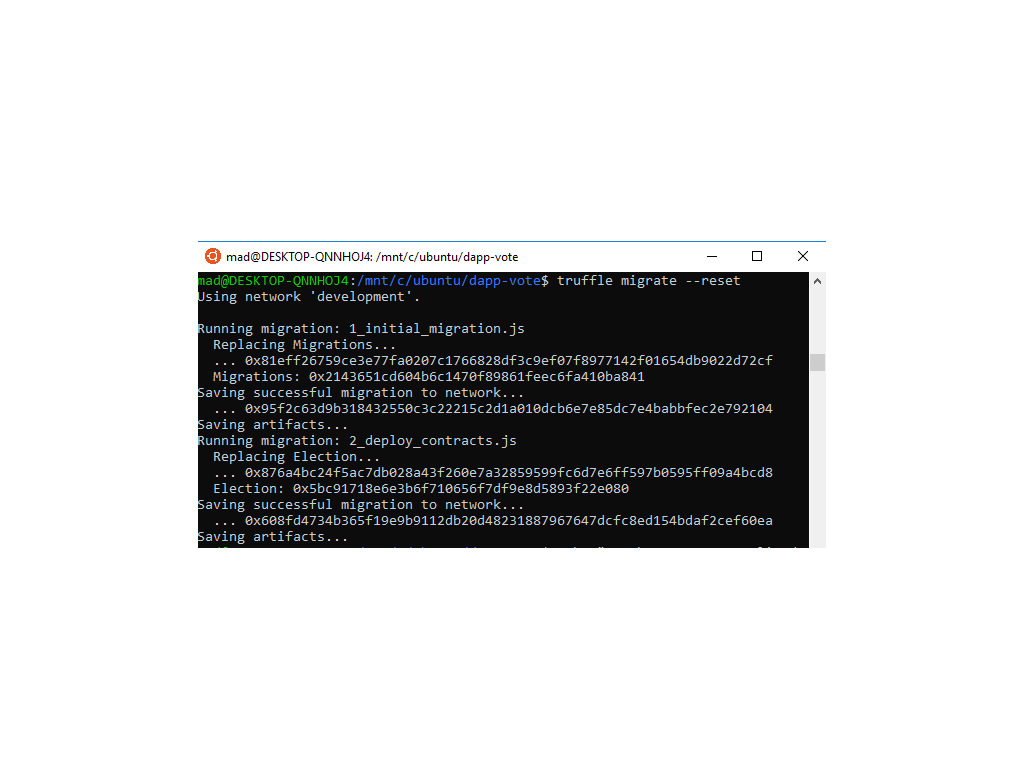 mad@DESKTOP-QNNHOJ4: /mnt/c/ubuntu/dapp-vote
mad@DESKTOP-QNNHOJ4:/mnt/c/ubuntu/dapp-vote$ truffle migrate --reset
Using network 'development'.
Running migration: 1_initial_migration.js
Replacing Migrations...
... 0x81eff26759ce3e77fa0207c1766828df3c9ef07f8977142f01654db9022d72cf
Migrations: 0x2143651cd604b6c1470f89861feec6fa410ba841
Saving successful migration to network...
... 0x95f2c63d9b318432550c3c22215c2d1a010dcb6e7e85dc7e4babbfec2e792104
Saving artifacts...
Running migration: 2_deploy_contracts.js
Replacing Election...
... 0x876a4bc24f5ac7db028a43f260e7a32859599fc6d7e6ff597b0595ff09a4bcd8
Election: 0x5bc91718e6e3b6f710656f7df9e8d5893f22e080
Saving successful migration to network...
... 0x608fd4734b365f19e9b9112db20d48231887967647dcfc8ed154bdaf2cef60ea
Saving artifacts...